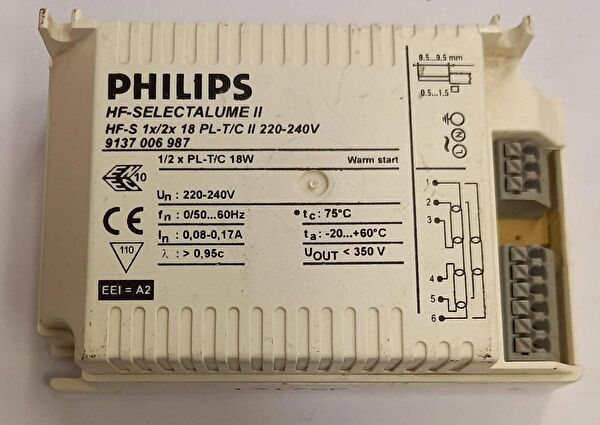 PHILIPS
HF-SELECTALUME II
HF-S 1x/2x 18 PL-T/C II 220-240V
9137 006 987
1/2 x PL-T/C 18W Warm start
10
Un : 220-240V
fn : 0/50...60Hz
In : 0,08-0,17A
λ : > 0,95c
• tc : 75°C
ta : -20...+60°C
UOUT < 350 V
CE
110
EEI = A2
8.5...9.5 mm
0.5...1.5
L N
1
2
3
4
5
6